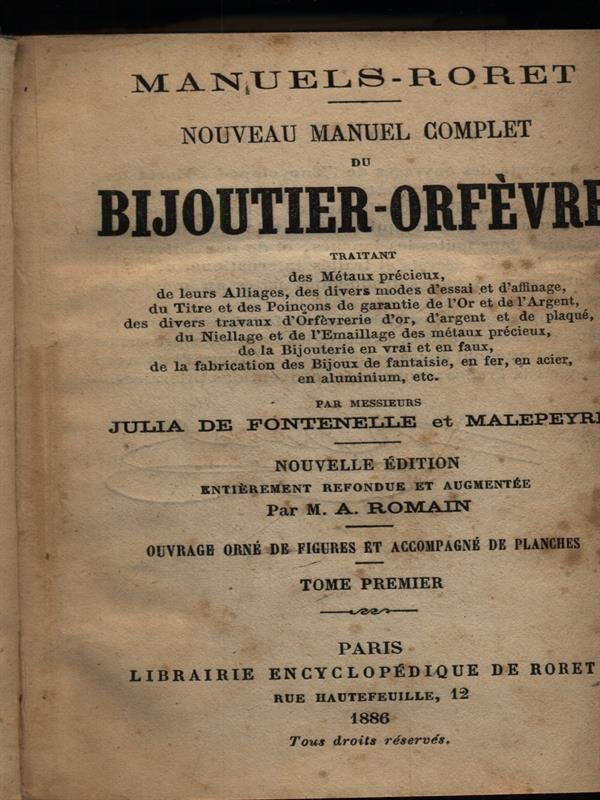 MANUELS-RORET
NOUVEAU MANUEL COMPLET
DU
BIJOUTIER-ORFÈVRE
TRAITANT
des Métaux précieux,
de leurs Alliages, des divers modes d'essai et d'affinage,
du Titre et des Poinçons de garantie de l'Or et de l'Argent,
des divers travaux d'Orfèvrerie d'or, d'argent et de plaqué,
du Niellage et de l'Emaillage des métaux précieux,
de la Bijouterie en vrai et en faux,
de la fabrication des Bijoux de fantaisie, en fer, en acier,
en aluminium, etc.
PAR MESSIEURS
JULIA DE FONTENELLE et MALEPEYRE
NOUVELLE ÉDITION
ENTIÈREMENT REFONDUE ET AUGMENTÉE
Par M. A. ROMAIN
OUVRAGE ORNÉ DE FIGURES ET ACCOMPAGNÉ DE PLANCHES
TOME PREMIER
PARIS
LIBRAIRIE ENCYCLOPÉDIQUE DE RORET
RUE HAUTEFEUILLE, 12
1886
Tous droits réservés.